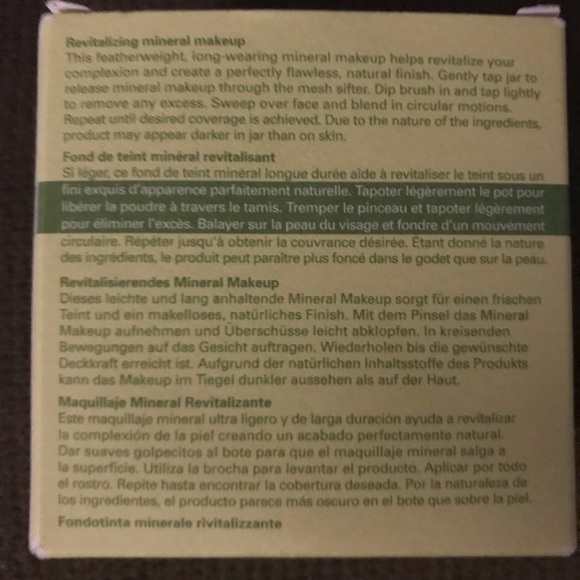 Revitalizing mineral makeup
This featherweight, long-wearing mineral makeup helps revitalize your
complexion and create a perfectly flawless, natural finish. Gently tap jar to
release mineral makeup through the mesh sifter. Dip brush in and tap lightly
to remove any excess. Sweep over face and blend in circular motions.
Repeat until desired coverage is achieved. Due to the nature of the ingredients,
product may appear darker in jar than on skin.
Fond de teint minéral revitalisant
Si léger, ce fond de teint minéral longue durée aide à revitaliser le teint sous un
fini exquis d'apparence parfaitement naturelle. Tapoter légèrement le pot pour
libérer la poudre à travers le tamis. Tremper le pinceau et tapoter légèrement
pour éliminer l'excès. Balayer sur la peau du visage et fondre d'un mouvement
circulaire. Répéter jusqu'à obtenir la couvrance désirée. Étant donné la nature
des ingrédients, le produit peut paraître plus foncé dans le godet que sur la peau.
Revitalisierendes Mineral Makeup
Dieses leichte und lang anhaltende Mineral Makeup sorgt für einen frischen
Teint und ein makelloses, natürliches Finish. Mit dem Pinsel das Mineral
Makeup aufnehmen und Überschüsse leicht abklopfen. In kreisenden
Bewegungen auf das Gesicht auftragen. Wiederholen bis die gewünschte
Deckkraft erreicht ist. Aufgrund der natürlichen Inhaltsstoffe des Produkts
kann das Makeup im Tiegel dunkler aussehen als auf der Haut.
Maquillaje Mineral Revitalizante
Este maquillaje mineral ultra ligero y de larga duración ayuda a revitalizar
la complexión de la piel creando un acabado perfectamente natural.
Dar suaves golpecitos al bote para que el maquillaje mineral salga a
la superficie. Utiliza la brocha para levantar el producto. Aplicar por todo
el rostro. Repite hasta encontrar la cobertura deseada. Por la naturaleza de
los ingredientes, el producto parece más oscuro en el bote que sobre la piel.
Fondotinta minerale rivitalizzante